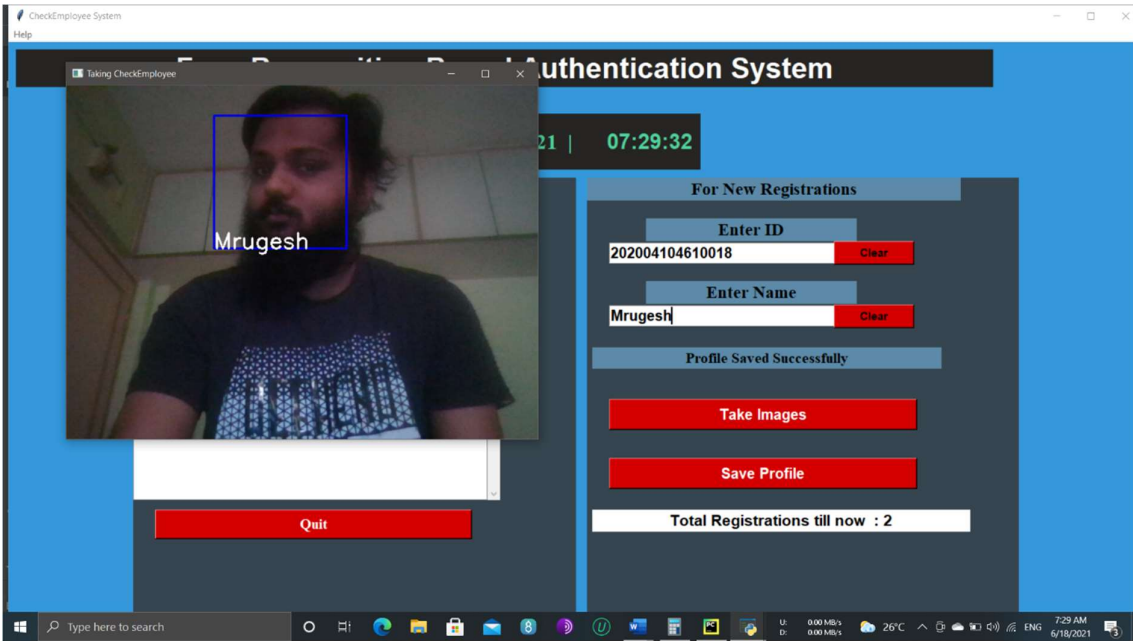 CheckEmployee System
Help
Authentication System
Taking CheckEmployee
21 | 07:29:32
Mrugesh
For New Registrations
Enter ID
202004104610018
Clear
Enter Name
Mrugesh
Clear
Profile Saved Successfully
Take Images
Save Profile
Total Registrations till now : 2
Quit
Type here to search
U: 0.00 MB/s
D: 0.00 MB/s
26°C
ENG
7:29 AM
6/18/2021
3